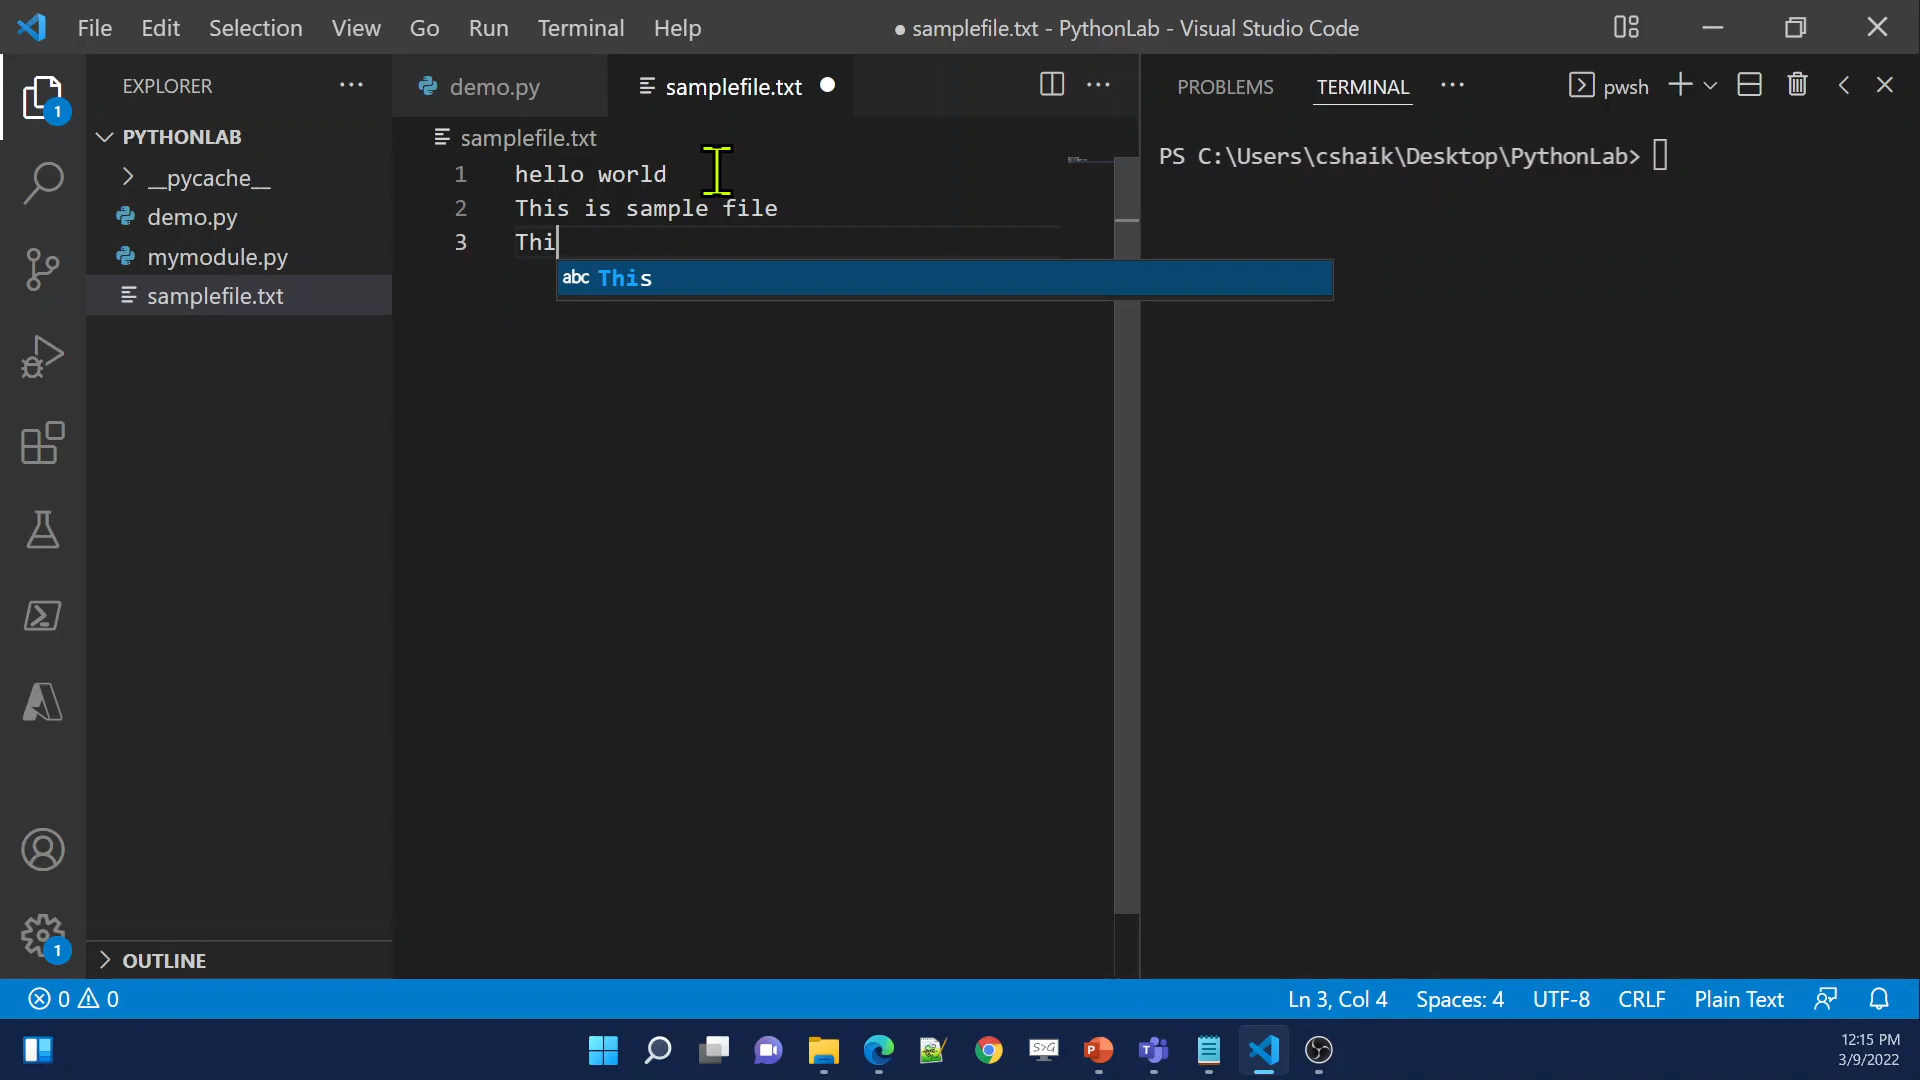 File Edit Selection View Go Run Terminal Help
● samplefile.txt - PythonLab - Visual Studio Code
EXPLORER
PYTHONLAB
__pycache__
demo.py
mymodule.py
samplefile.txt
OUTLINE
demo.py
samplefile.txt
samplefile.txt
1 hello world
2 This is sample file
3 Thi
abc This
PROBLEMS TERMINAL
pwsh
PS C:\Users\cshaik\Desktop\PythonLab>
1
1
0 0
Ln 3, Col 4 Spaces: 4 UTF-8 CRLF Plain Text
S>G
12:15 PM
3/9/2022